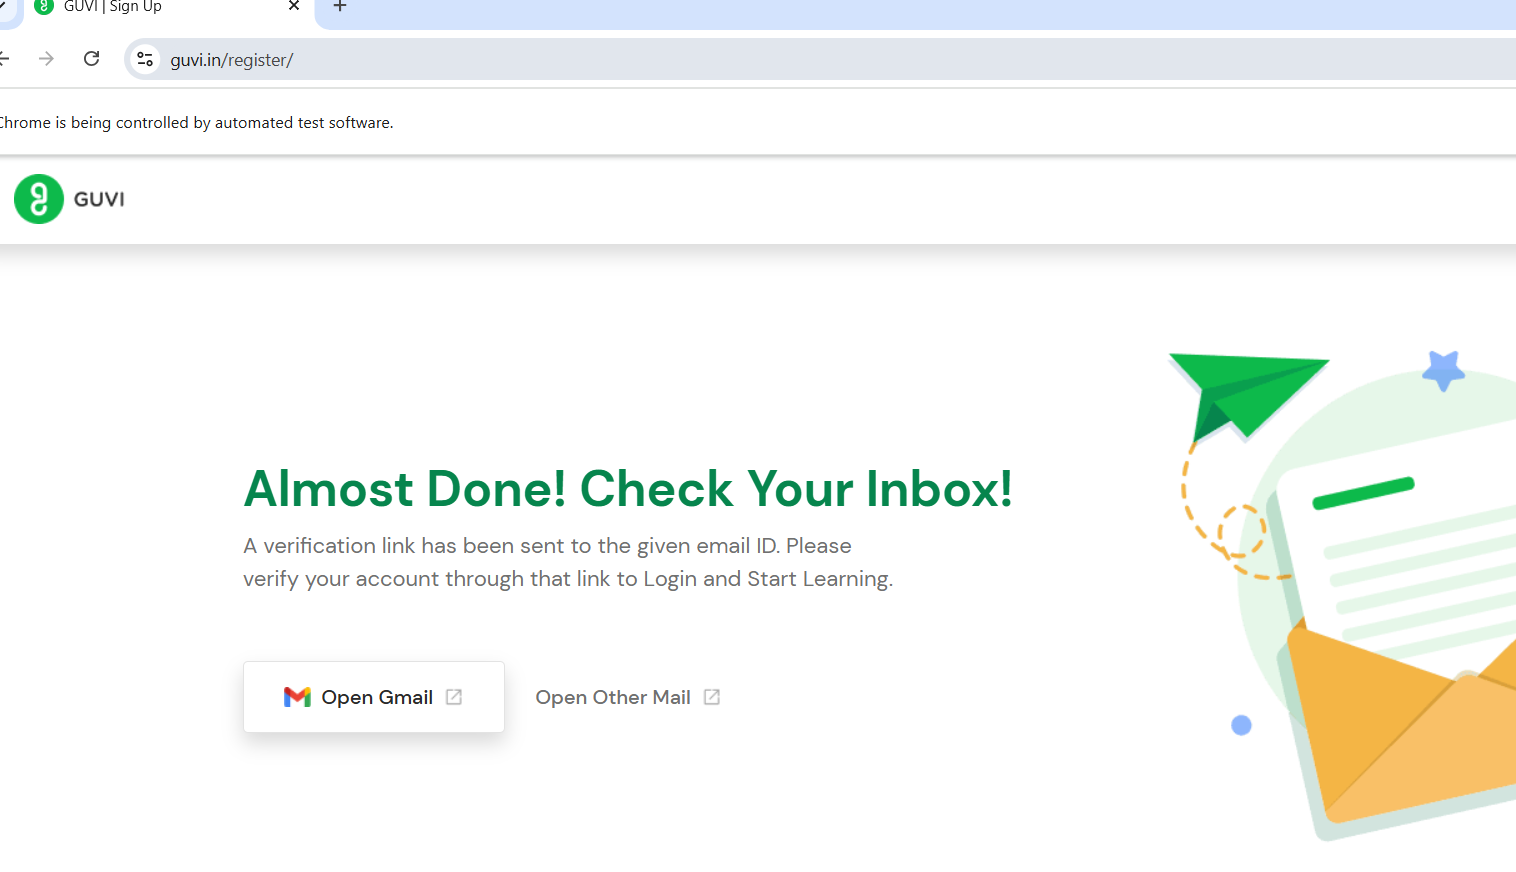 GUVI | Sign Up
guvi.in/register/
Chrome is being controlled by automated test software.
GUVI
Almost Done! Check Your Inbox!
A verification link has been sent to the given email ID. Please
verify your account through that link to Login and Start Learning.
Open Gmail
Open Other Mail